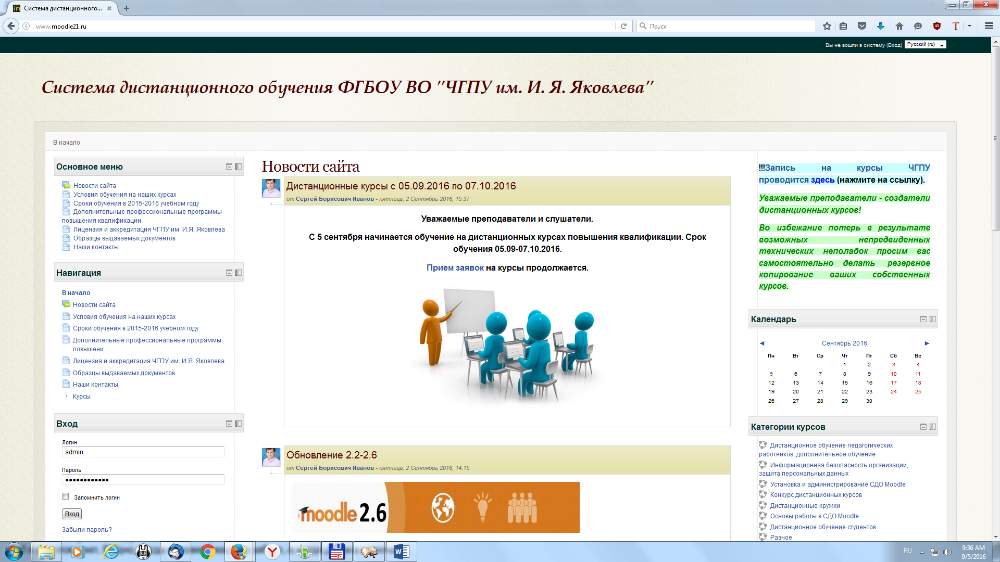 Система дистанционного...
www.moodle21.ru
Поиск
Вы не вошли в систему (Вход)
Русский (ru)
Система дистанционного обучения ФГБОУ ВО "ЧГПУ им. И. Я. Яковлева"
В начало
Основное меню
Новости сайта
Условия обучения на наших курсах
Сроки обучения в 2015-2016 учебном году
Дополнительные профессиональные программы
повышения квалификации
Лицензия и аккредитация ЧГПУ им. И.Я. Яковлева
Образцы выдаваемых документов
Наши контакты
Навигация
В начало
Новости сайта
Условия обучения на наших курсах
Сроки обучения в 2015-2016 учебном году
Дополнительные профессиональные программы
повышени...
Лицензия и аккредитация ЧГПУ им. И.Я. Яковлева
Образцы выдаваемых документов
Наши контакты
Курсы
Вход
Логин
admin
Пароль
Запомнить логин
Вход
Забыли пароль?
Новости сайта
Дистанционные курсы с 05.09.2016 по 07.10.2016
от Сергей Борисович Иванов - пятница, 2 Сентябрь 2016, 15:37
Уважаемые преподаватели и слушатели.
С 5 сентября начинается обучение на дистанционных курсах повышения квалификации. Срок
обучения 05.09-07.10.2016.
Прием заявок на курсы продолжается.
Обновление 2.2-2.6
от Сергей Борисович Иванов - пятница, 2 Сентябрь 2016, 14:15
moodle 2.6
!!!Запись на курсы ЧГПУ
проводится здесь (нажмите на ссылку).
Уважаемые преподаватели - создатели
дистанционных курсов!
Во избежание потерь в результате
возможных непредвиденных
технических неполадок просим вас
самостоятельно делать резервное
копирование ваших собственных
курсов.
Календарь
Сентябрь 2016
Пн Вт Ср Чт Пт Сб Вс
1 2 3 4
5 6 7 8 9 10 11
12 13 14 15 16 17 18
19 20 21 22 23 24 25
26 27 28 29 30
Категории курсов
Дистанционное обучение педагогических
работников, дополнительное обучение
Информационная безопасность организации,
защита персональных данных
Установка и администрирование СДО Moodle
Конкурс дистанционных курсов
Дистанционные кружки
Основы работы в СДО Moodle
Дистанционное обучение студентов
Разное
RU
9:36 AM
9/5/2016